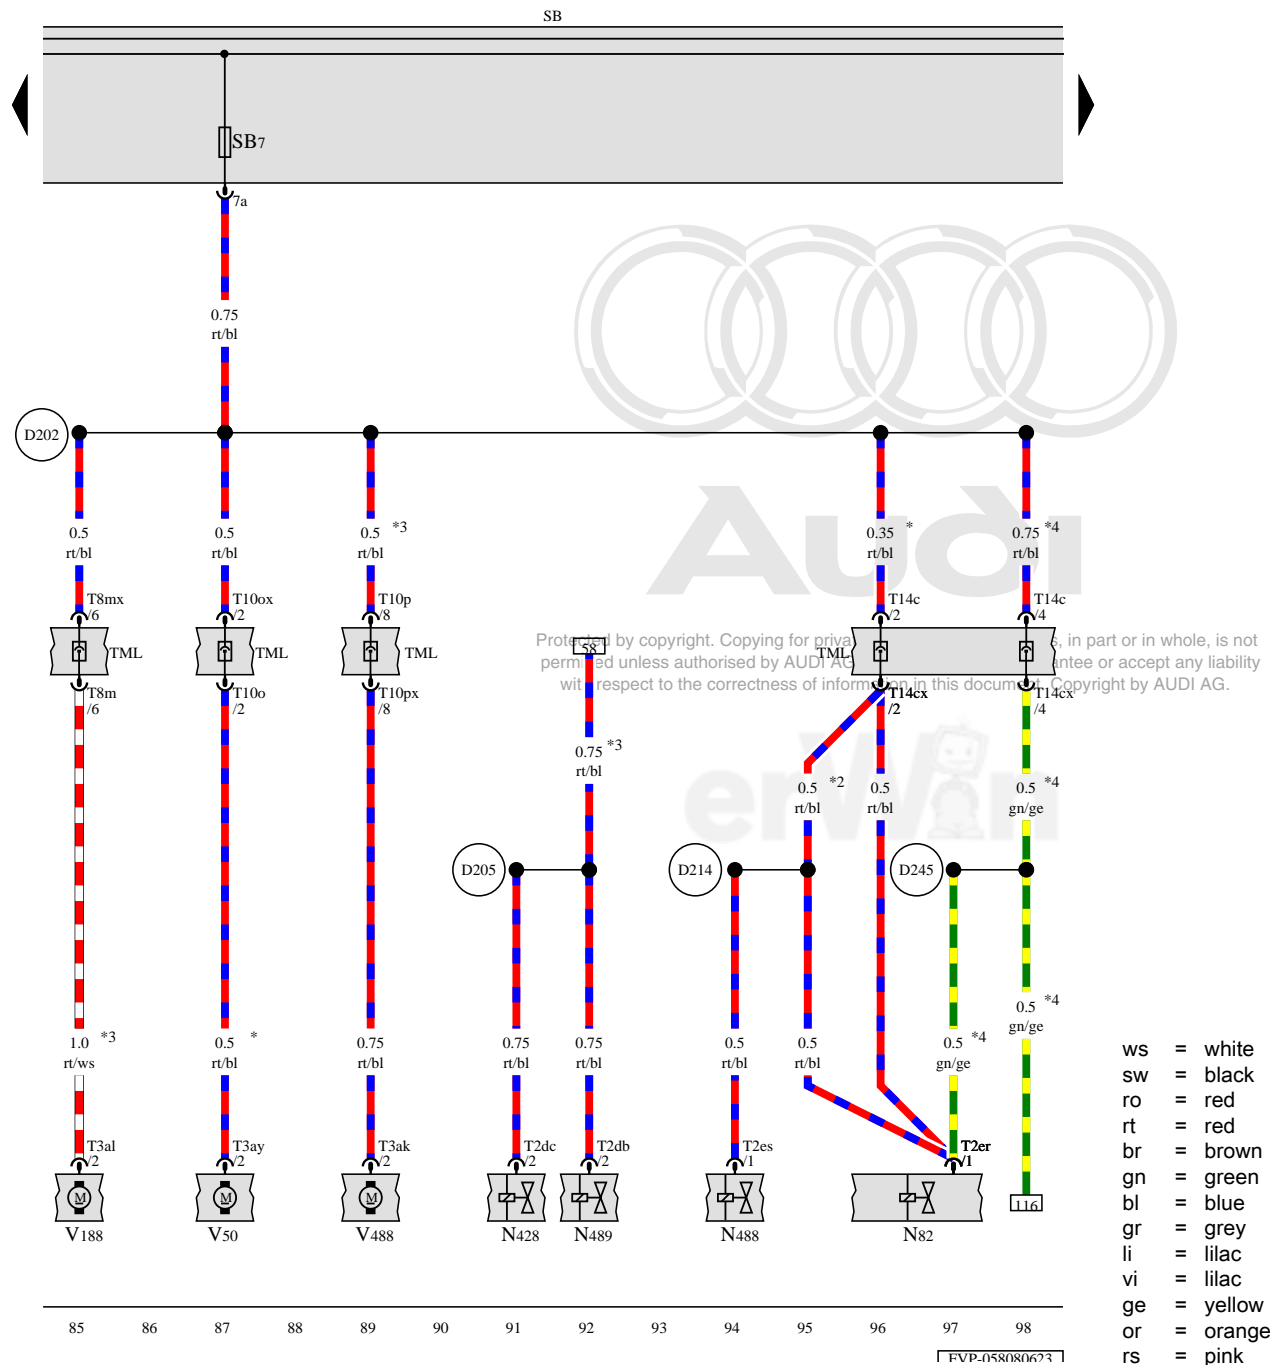 SB
SB7
7a
0.75
rt/bl
D202
0.5
rt/bl
0.5
rt/bl
0.5 *3
rt/bl
0.35 *
rt/bl
0.75 *4
rt/bl
T8mx
/6
T10ox
/2
T10p
/8
T14c
/2
T14c
/4
TML
TML
TML
TML
58
Protected by copyright. Copying for priva s, in part or in whole, is not
permitted unless authorised by AUDI AG antee or accept any liability
with respect to the correctness of information in this document. Copyright by AUDI AG.
Audi
erWin
T8m
/6
T10o
/2
T10px
/8
T14cx
/2
T14cx
/4
0.75 *3
rt/bl
0.5 *2
rt/bl
0.5
rt/bl
0.5 *4
gn/ge
D205
D214
D245
0.5 *4
gn/ge
1.0 *3
rt/ws
0.5 *
rt/bl
0.75
rt/bl
0.75
rt/bl
0.75
rt/bl
0.5
rt/bl
0.5
rt/bl
0.5 *4
gn/ge
T3al
/2
T3ay
/2
T3ak
/2
T2dc
/2
T2db
/2
T2es
/1
T2er
/1
M
M
M
116
V188
V50
V488
N428
N489
N488
N82
85 86 87 88 89 90 91 92 93 94 95 96 97 98
EVP-058080623
ws = white
sw = black
ro = red
rt = red
br = brown
gn = green
bl = blue
gr = grey
li = lilac
vi = lilac
ge = yellow
or = orange
rs = pink